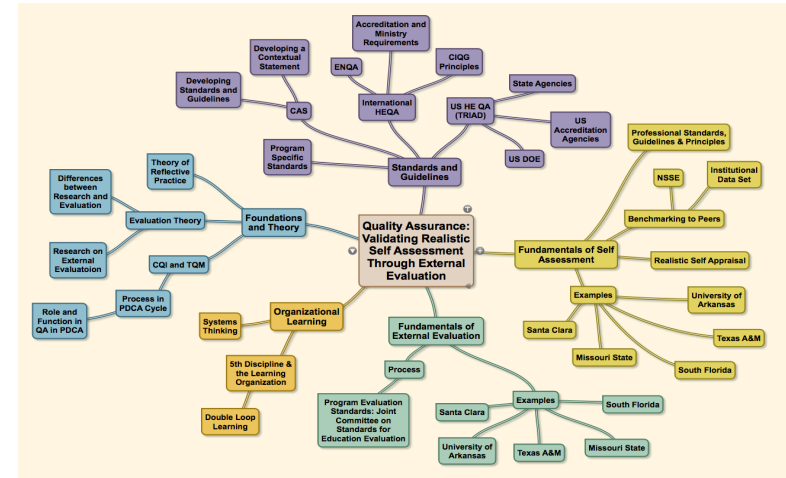 Quality Assurance:
Validating Realistic
Self Assessment
Through External
Evaluation
Standards and
Guidelines
Program
Specific
Standards
CAS
Developing
Standards and
Guidelines
Developing a
Contextual
Statement
International
HEQA
ENQA
Accreditation and
Ministry
Requirements
CIQG
Principles
US HE QA
(TRIAD)
State Agencies
US
Accreditation
Agencies
US DOE
Foundations
and Theory
Theory of
Reflective
Practice
Evaluation Theory
Differences
between
Research and
Evaluation
Research on
External
Evaluatoion
CQI and TQM
Process in
PDCA Cycle
Role and
Function in
QA in PDCA
Organizational
Learning
Systems
Thinking
5th Discipline &
the Learning
Organization
Double Loop
Learning
Fundamentals of
External Evaluation
Process
Program Evaluation
Standards: Joint
Committee on
Standards for
Education Evaluation
Examples
Santa Clara
University of
Arkansas
Texas A&M
Missouri State
South Florida
Fundamentals of Self
Assessment
Professional Standards,
Guidelines & Principles
Benchmarking to Peers
NSSE
Institutional
Data Set
Realistic Self Appraisal
Examples
Santa Clara
Missouri State
South Florida
Texas A&M
University of
Arkansas